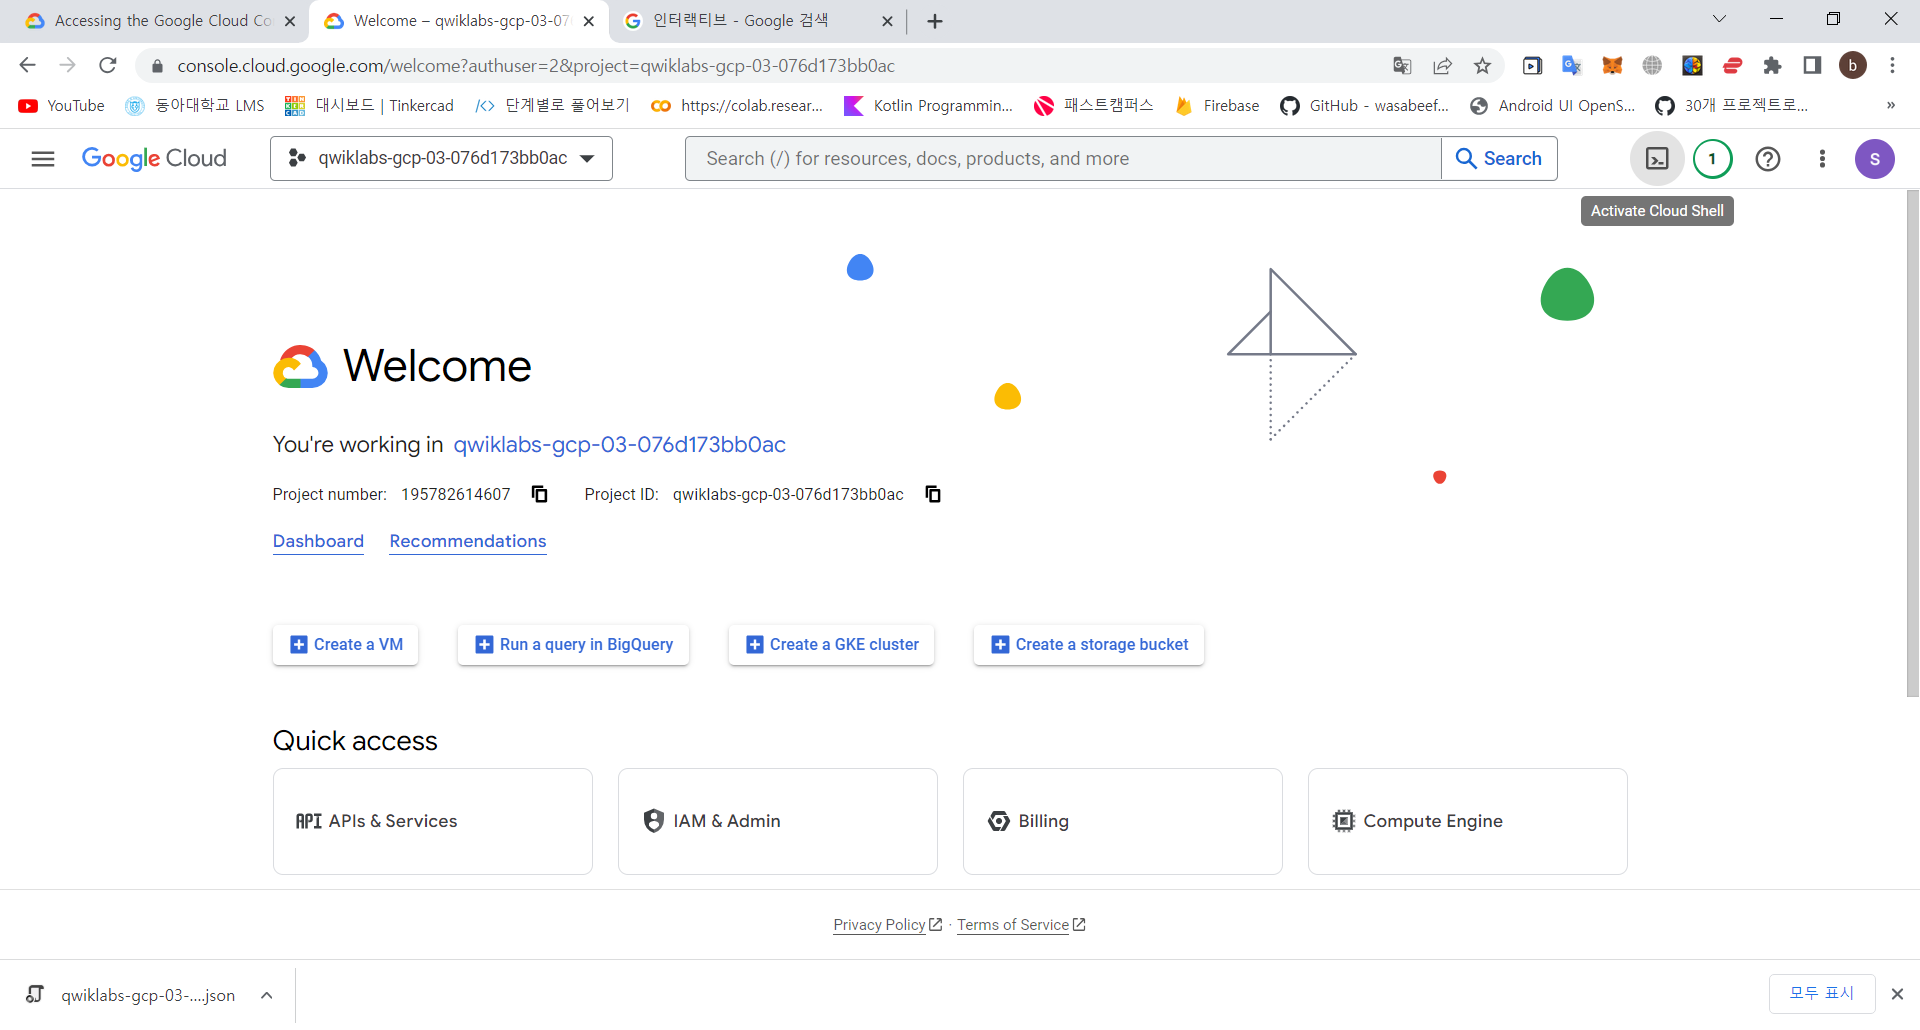 Accessing the Google Cloud Co
Welcome – qwiklabs-gcp-03-07
인터랙티브 - Google 검색
console.cloud.google.com/welcome?authuser=2&project=qwiklabs-gcp-03-076d173bb0ac
b
YouTube
동아대학교 LMS
대시보드 | Tinkercad
단계별로 풀어보기
https://colab.resear...
Kotlin Programmin...
패스트캠퍼스
Firebase
GitHub - wasabeef...
Android UI OpenS...
30개 프로젝트로...
»
Google Cloud
qwiklabs-gcp-03-076d173bb0ac
Search (/) for resources, docs, products, and more
Search
1
S
Activate Cloud Shell
Welcome
You're working in qwiklabs-gcp-03-076d173bb0ac
Project number: 195782614607
Project ID: qwiklabs-gcp-03-076d173bb0ac
Dashboard
Recommendations
Create a VM
Run a query in BigQuery
Create a GKE cluster
Create a storage bucket
Quick access
API APIs & Services
IAM & Admin
Billing
Compute Engine
Privacy Policy · Terms of Service
qwiklabs-gcp-03-....json
모두 표시